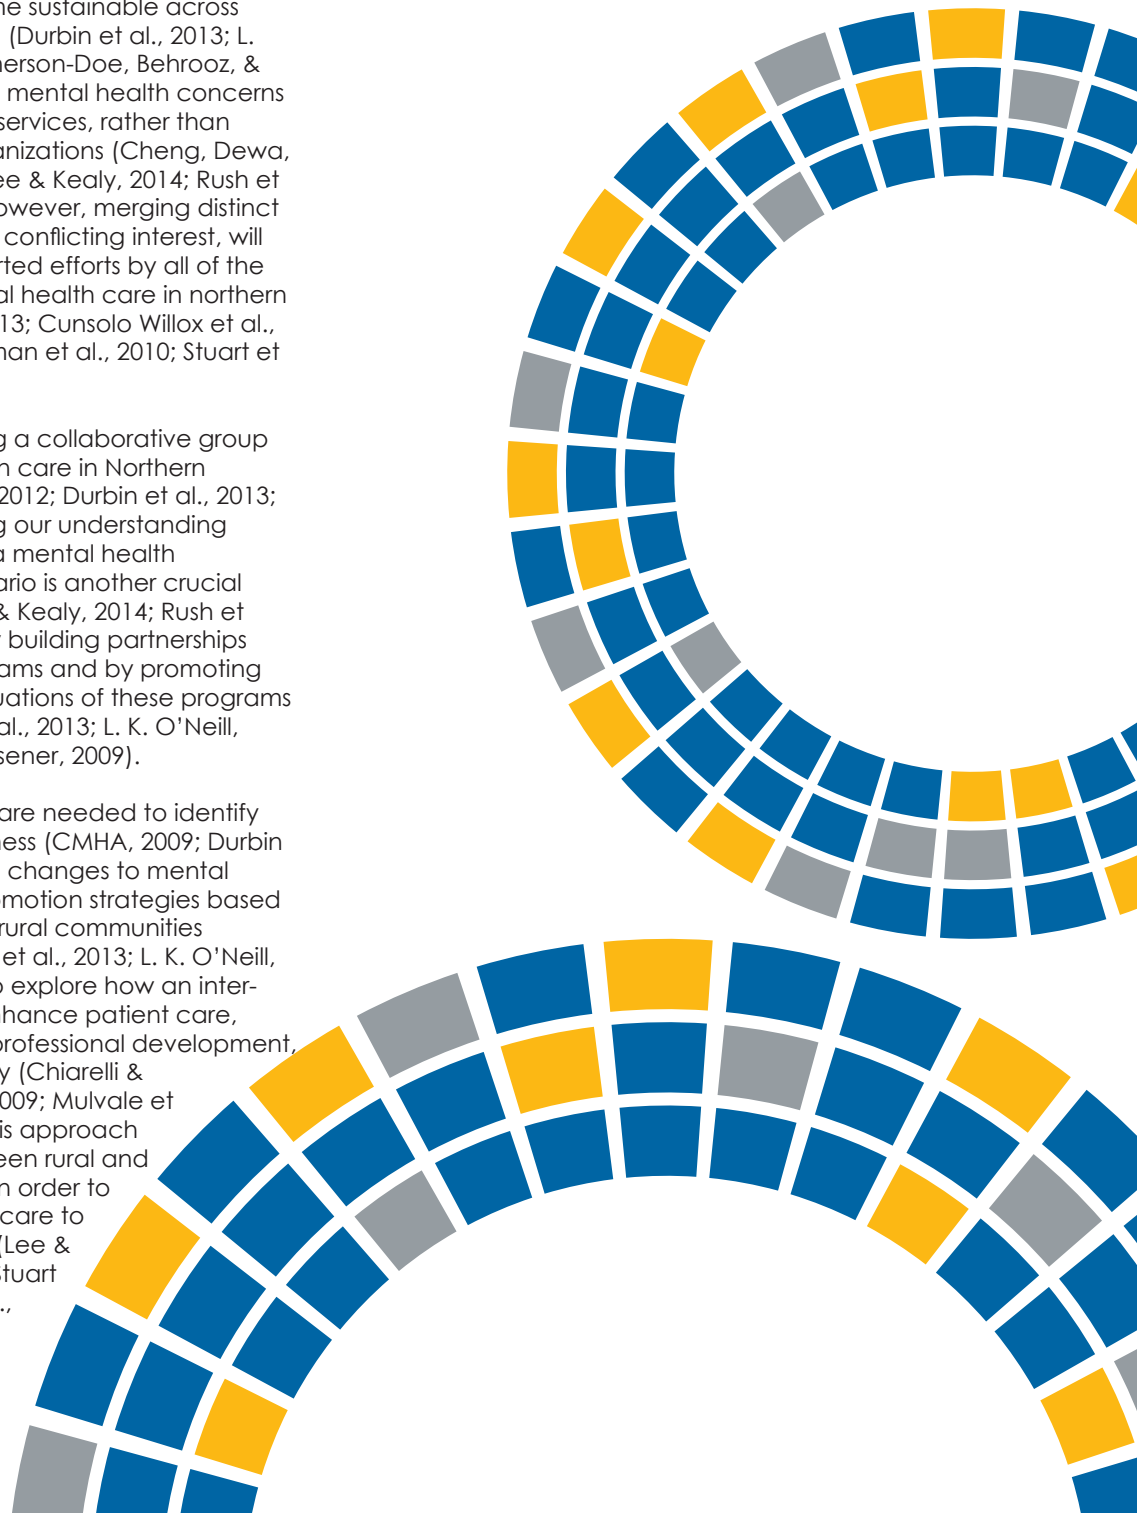 ne sustainable across
(Durbin et al., 2013; L.
erson-Doe, Behrooz, &
mental health concerns
services, rather than
anizations (Cheng, Dewa,
ee & Kealy, 2014; Rush et
owever, merging distinct
conflicting interest, will
rted efforts by all of the
al health care in northern
13; Cunsolo Willox et al.,
nan et al., 2010; Stuart et
g a collaborative group
n care in Northern
2012; Durbin et al., 2013;
g our understanding
a mental health
ario is another crucial
& Kealy, 2014; Rush et
building partnerships
ams and by promoting
uations of these programs
al., 2013; L. K. O’Neill,
sener, 2009).
are needed to identify
ness (CMHA, 2009; Durbin
changes to mental
omotion strategies based
rural communities
et al., 2013; L. K. O’Neill,
o explore how an inter-
nhance patient care,
professional development,
y (Chiarelli &
009; Mulvale et
is approach
een rural and
n order to
care to
(Lee &
Stuart
.,